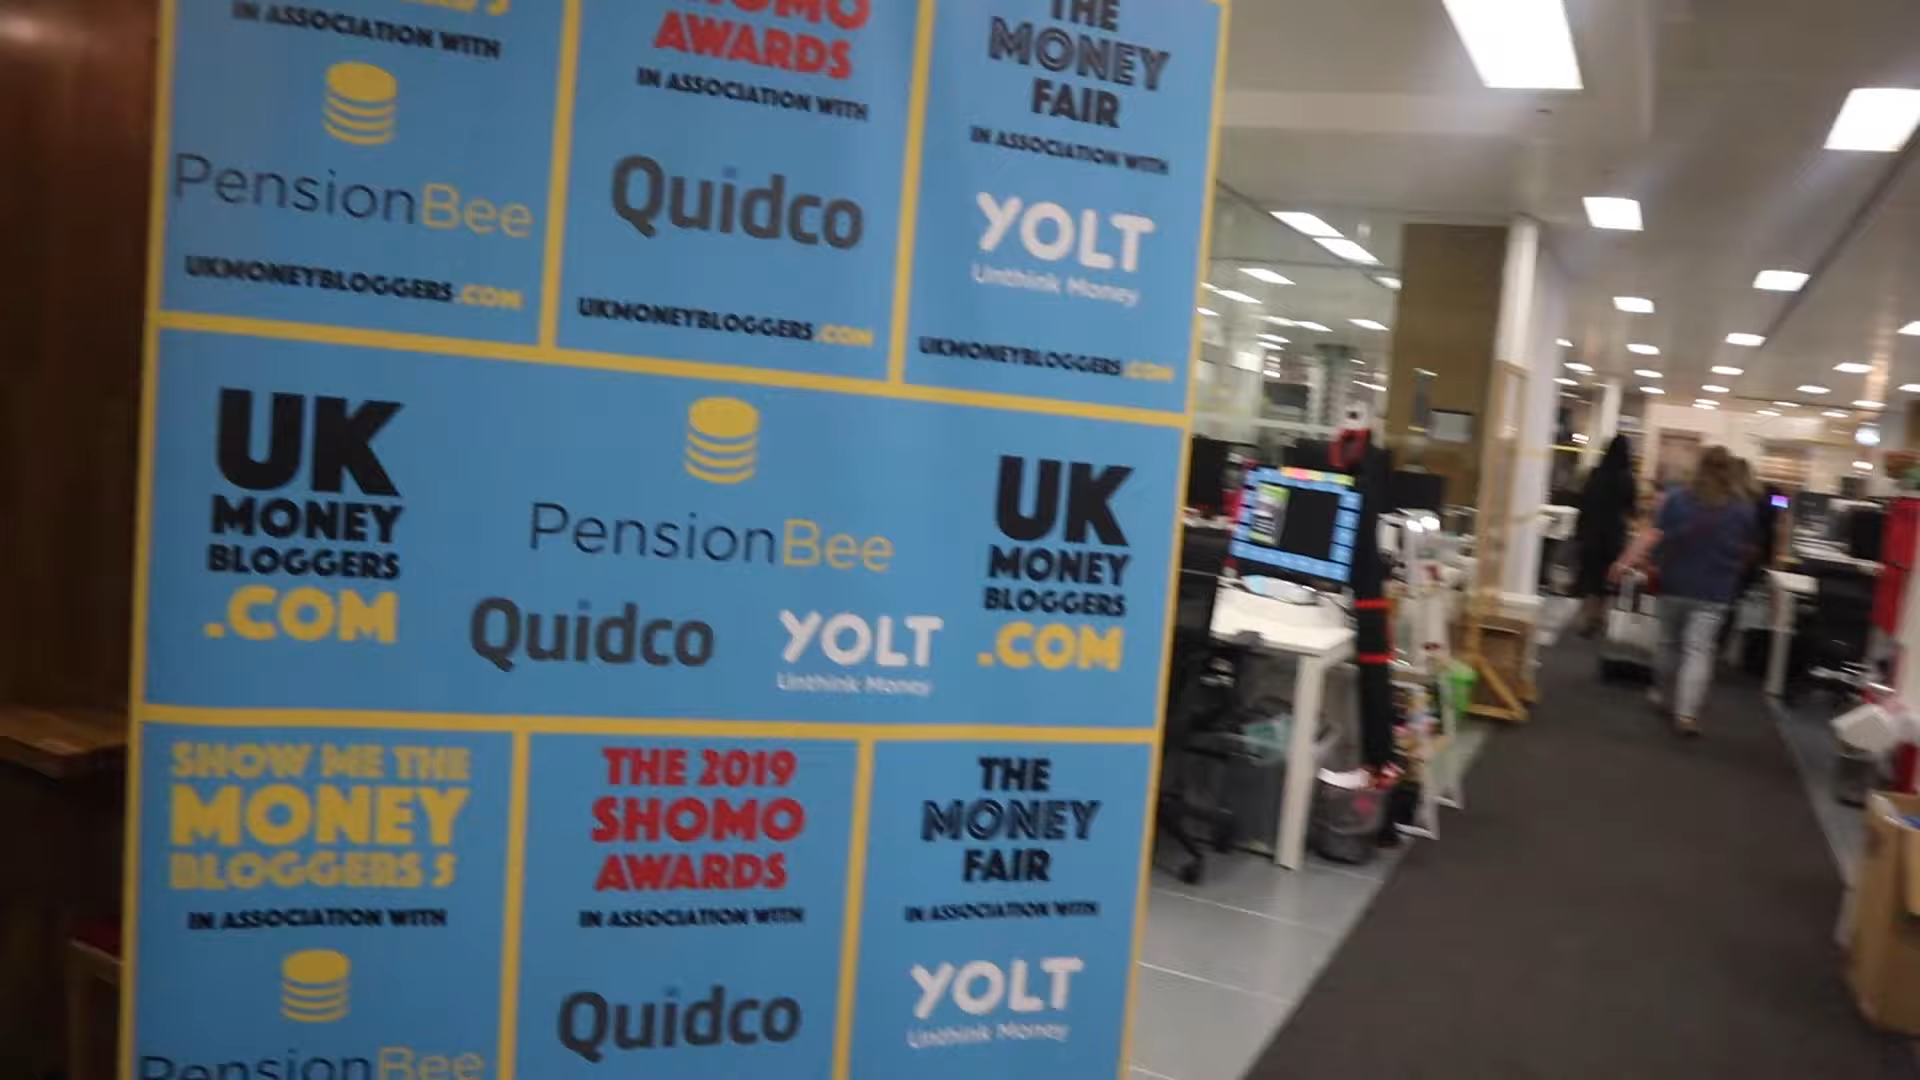 IN ASSOCIATION WITH
PensionBee
UKMONEYBLOGGERS.COM
SHOMO
AWARDS
IN ASSOCIATION WITH
Quidco
UKMONEYBLOGGERS.COM
THE
MONEY
FAIR
IN ASSOCIATION WITH
YOLT
Unthink Money
UKMONEYBLOGGERS.COM
UK
MONEY
BLOGGERS
.COM
PensionBee
Quidco
YOLT
Unthink Money
UK
MONEY
BLOGGERS
.COM
SHOW ME THE
MONEY
BLOGGERS 5
IN ASSOCIATION WITH
PensionBee
THE 2019
SHOMO
AWARDS
IN ASSOCIATION WITH
Quidco
THE
MONEY
FAIR
IN ASSOCIATION WITH
YOLT
Unthink Money